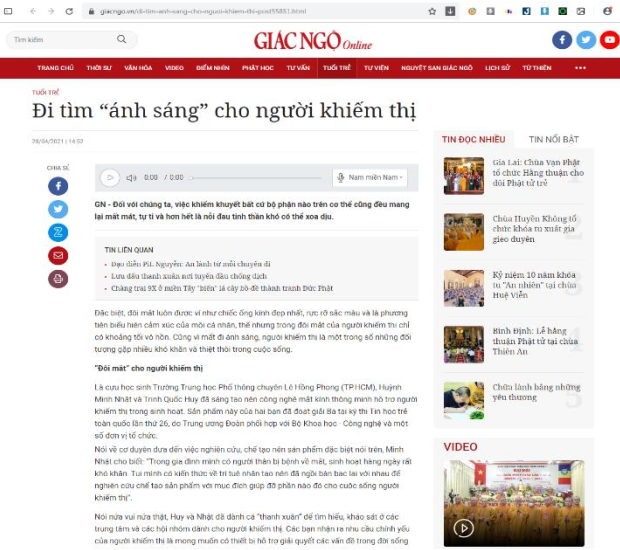 giacngo.vn/di-tim-anh-sang-cho-nguoi-khiem-thi-post55851.html
Tìm kiếm
GIÁC NGỘ Online
TRANG CHỦ THỜI SỰ VĂN HÓA VIDEO ĐIỂM NHÌN PHẬT HỌC TƯ VẤN TUỔI TRẺ TỰ VIỆN NGUYỆT SAN GIÁC NGỘ LỊCH SỬ TỪ THIỆN
TUỔI TRẺ
Đi tìm “ánh sáng” cho người khiếm thị
28/04/2021 | 14:52
CHIA SẺ
0:00 / 0:00
Nam miền Nam
GN - Đối với chúng ta, việc khiếm khuyết bất cứ bộ phận nào trên cơ thể cũng đều mang
lại mất mát, tự ti và hơn hết là nỗi đau tinh thần khó có thể xoa dịu.
TIN LIÊN QUAN
Đạo diễn P.L Nguyễn: An lành từ mỗi chuyến đi
Lưu dấu thanh xuân nơi tuyến đầu chống dịch
Chàng trai 9X ở miền Tây "biến" lá cây bồ-đề thành tranh Đức Phật
Đặc biệt, đôi mắt luôn được ví như chiếc ống kính đẹp nhất, rực rỡ sắc màu và là phương
tiện biểu hiện cảm xúc của mỗi cá nhân, thế nhưng trong đôi mắt của người khiếm thị chỉ
có khoảng tối vô hồn. Cũng vì mất đi ánh sáng, người khiếm thị là một trong số những đối
tượng gặp nhiều khó khăn và thiệt thòi trong cuộc sống.
"Đôi mắt" cho người khiếm thị
Là cựu học sinh Trường Trung học Phổ thông chuyên Lê Hồng Phong (TP.HCM), Huỳnh
Minh Nhật và Trịnh Quốc Huy đã sáng tạo nên công nghệ mắt kính thông minh hỗ trợ người
khiếm thị trong sinh hoạt. Sản phẩm này của hai bạn đã đoạt giải Ba tại kỳ thi Tin học trẻ
toàn quốc lần thứ 26, do Trung ương Đoàn phối hợp với Bộ Khoa học - Công nghệ và một
số đơn vị tổ chức.
Nói về cơ duyên đưa đến việc nghiên cứu, chế tạo nên sản phẩm đặc biệt nói trên, Minh
Nhật cho biết: "Trong gia đình mình có người thân bị bệnh về mắt, sinh hoạt hàng ngày rất
khó khăn. Tụi mình có kiến thức về trí tuệ nhân tạo nên đã ngồi bàn bạc lại với nhau để
nghiên cứu chế tạo sản phẩm với mục đích giúp đỡ phần nào đó cho cuộc sống người
khiếm thị".
Nói nửa vui nửa thật, Huy và Nhật đã dành cả "thanh xuân" để tìm hiểu, khảo sát ở các
trung tâm và các hội nhóm dành cho người khiếm thị. Các bạn nhận ra nhu cầu chính yếu
của người khiếm thị là mong muốn có thiết bị hỗ trợ giải quyết các vấn đề trong đời sống
TIN ĐỌC NHIỀU TIN NỔI BẬT
Gia Lai: Chùa Vạn Phật
tổ chức Hằng thuận cho
đôi Phật tử trẻ
1
Chùa Huyền Không tổ
chức khóa tu xuất gia
gieo duyên
2
Kỷ niệm 10 năm khóa
tu "An nhiên" tại chùa
Huệ Viễn
3
Bình Định: Lễ hằng
thuận Phật tử tại chùa
Thiên An
4
Chữa lành bằng những
yêu thương
5
VIDEO